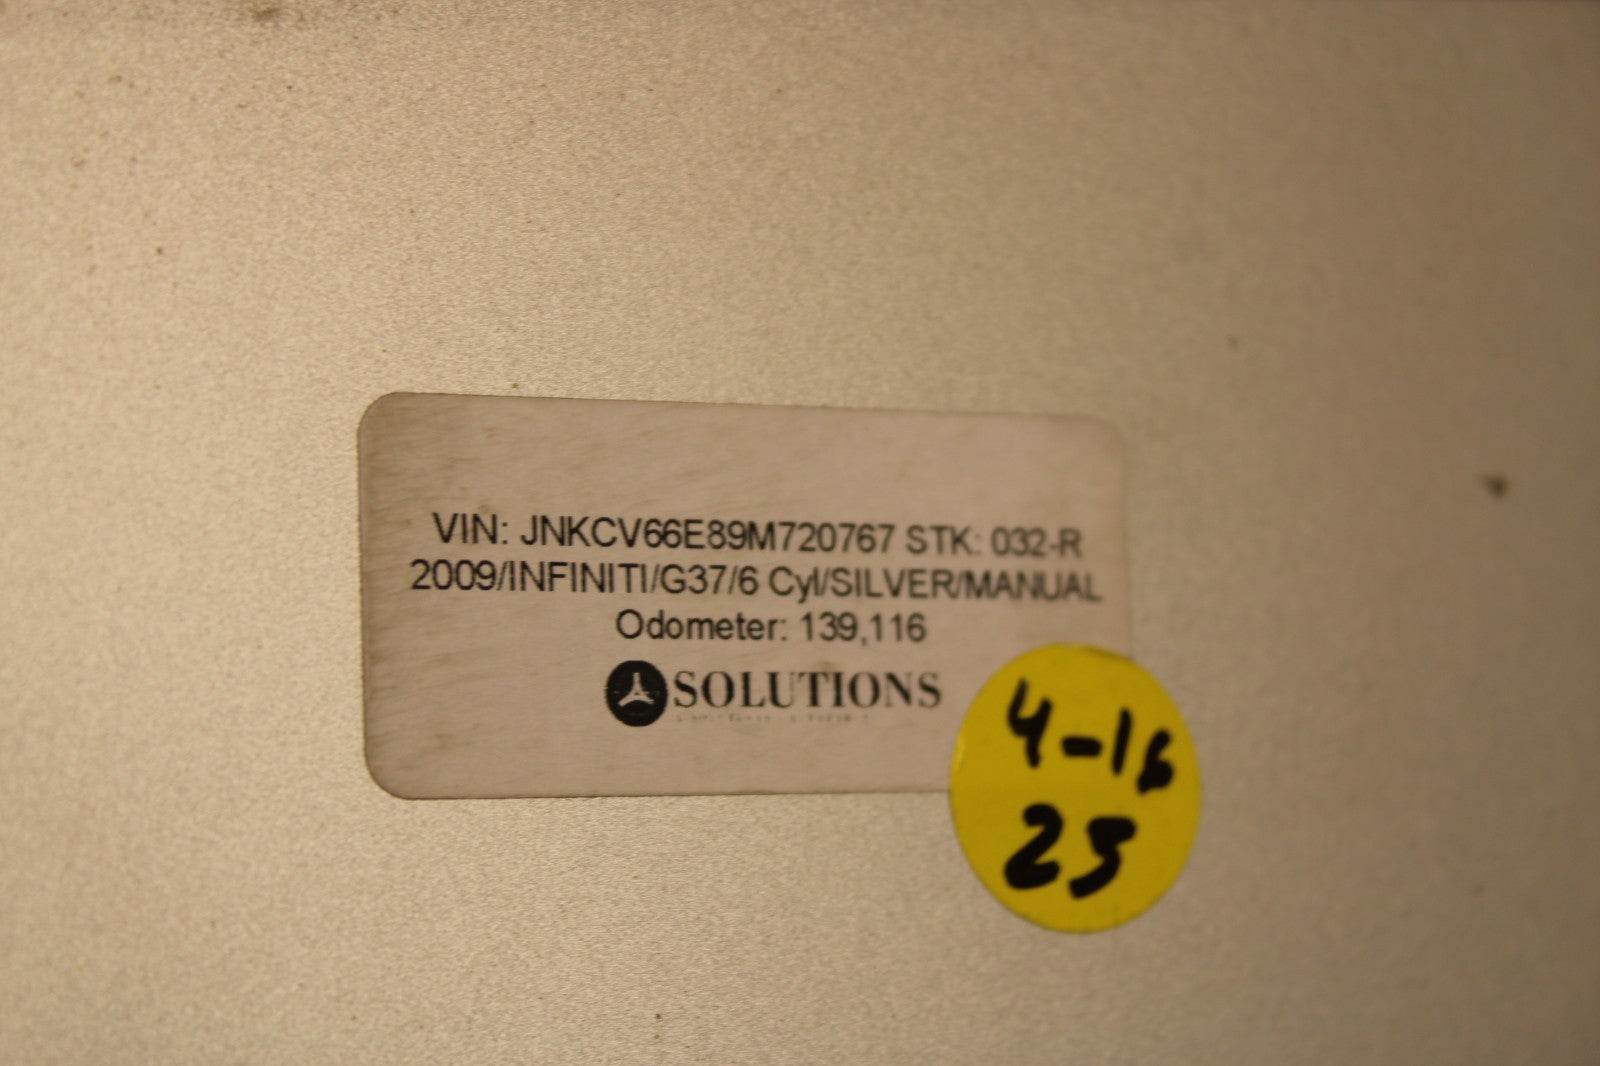 VIN: JNKCV66E89M720767 STK: 032-R
2009/INFINITI/G37/6 Cyl/SILVER/MANUAL
Odometer: 139,116
SOLUTIONS
4-16
25